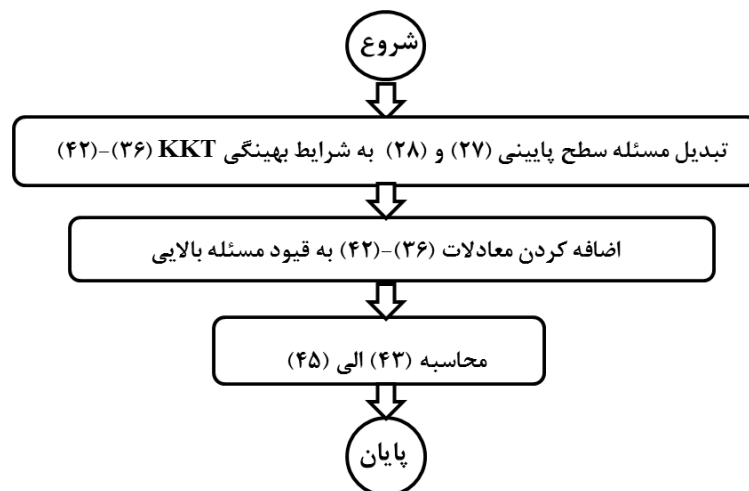 شروع
تبدیل مسئله سطح پایینی (۲۷) و (۲۸) به شرایط بهینگی KKT (۳۶)-(۴۲)
اضافه کردن معادلات (۳۶)-(۴۲) به قیود مسئله بالایی
محاسبه (۴۳) الی (۴۵)
پایان